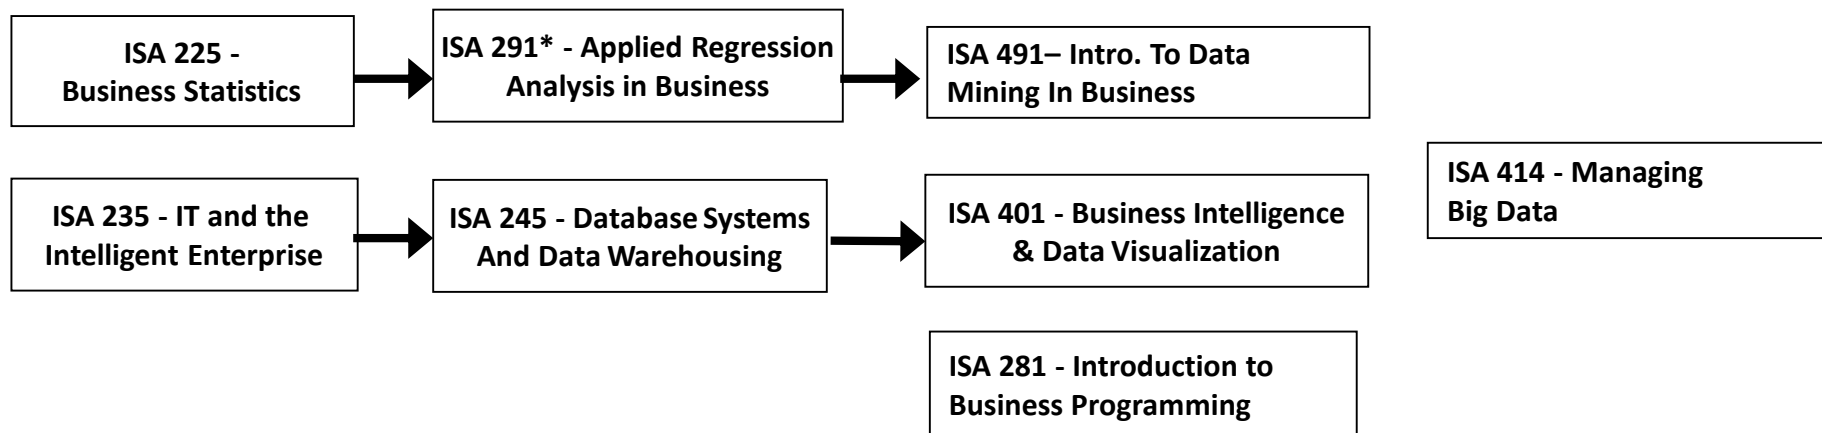 ISA 225 -
Business Statistics
ISA 291* - Applied Regression
Analysis in Business
ISA 491– Intro. To Data
Mining In Business
ISA 235 - IT and the
Intelligent Enterprise
ISA 245 - Database Systems
And Data Warehousing
ISA 401 - Business Intelligence
& Data Visualization
ISA 414 - Managing
Big Data
ISA 281 - Introduction to
Business Programming